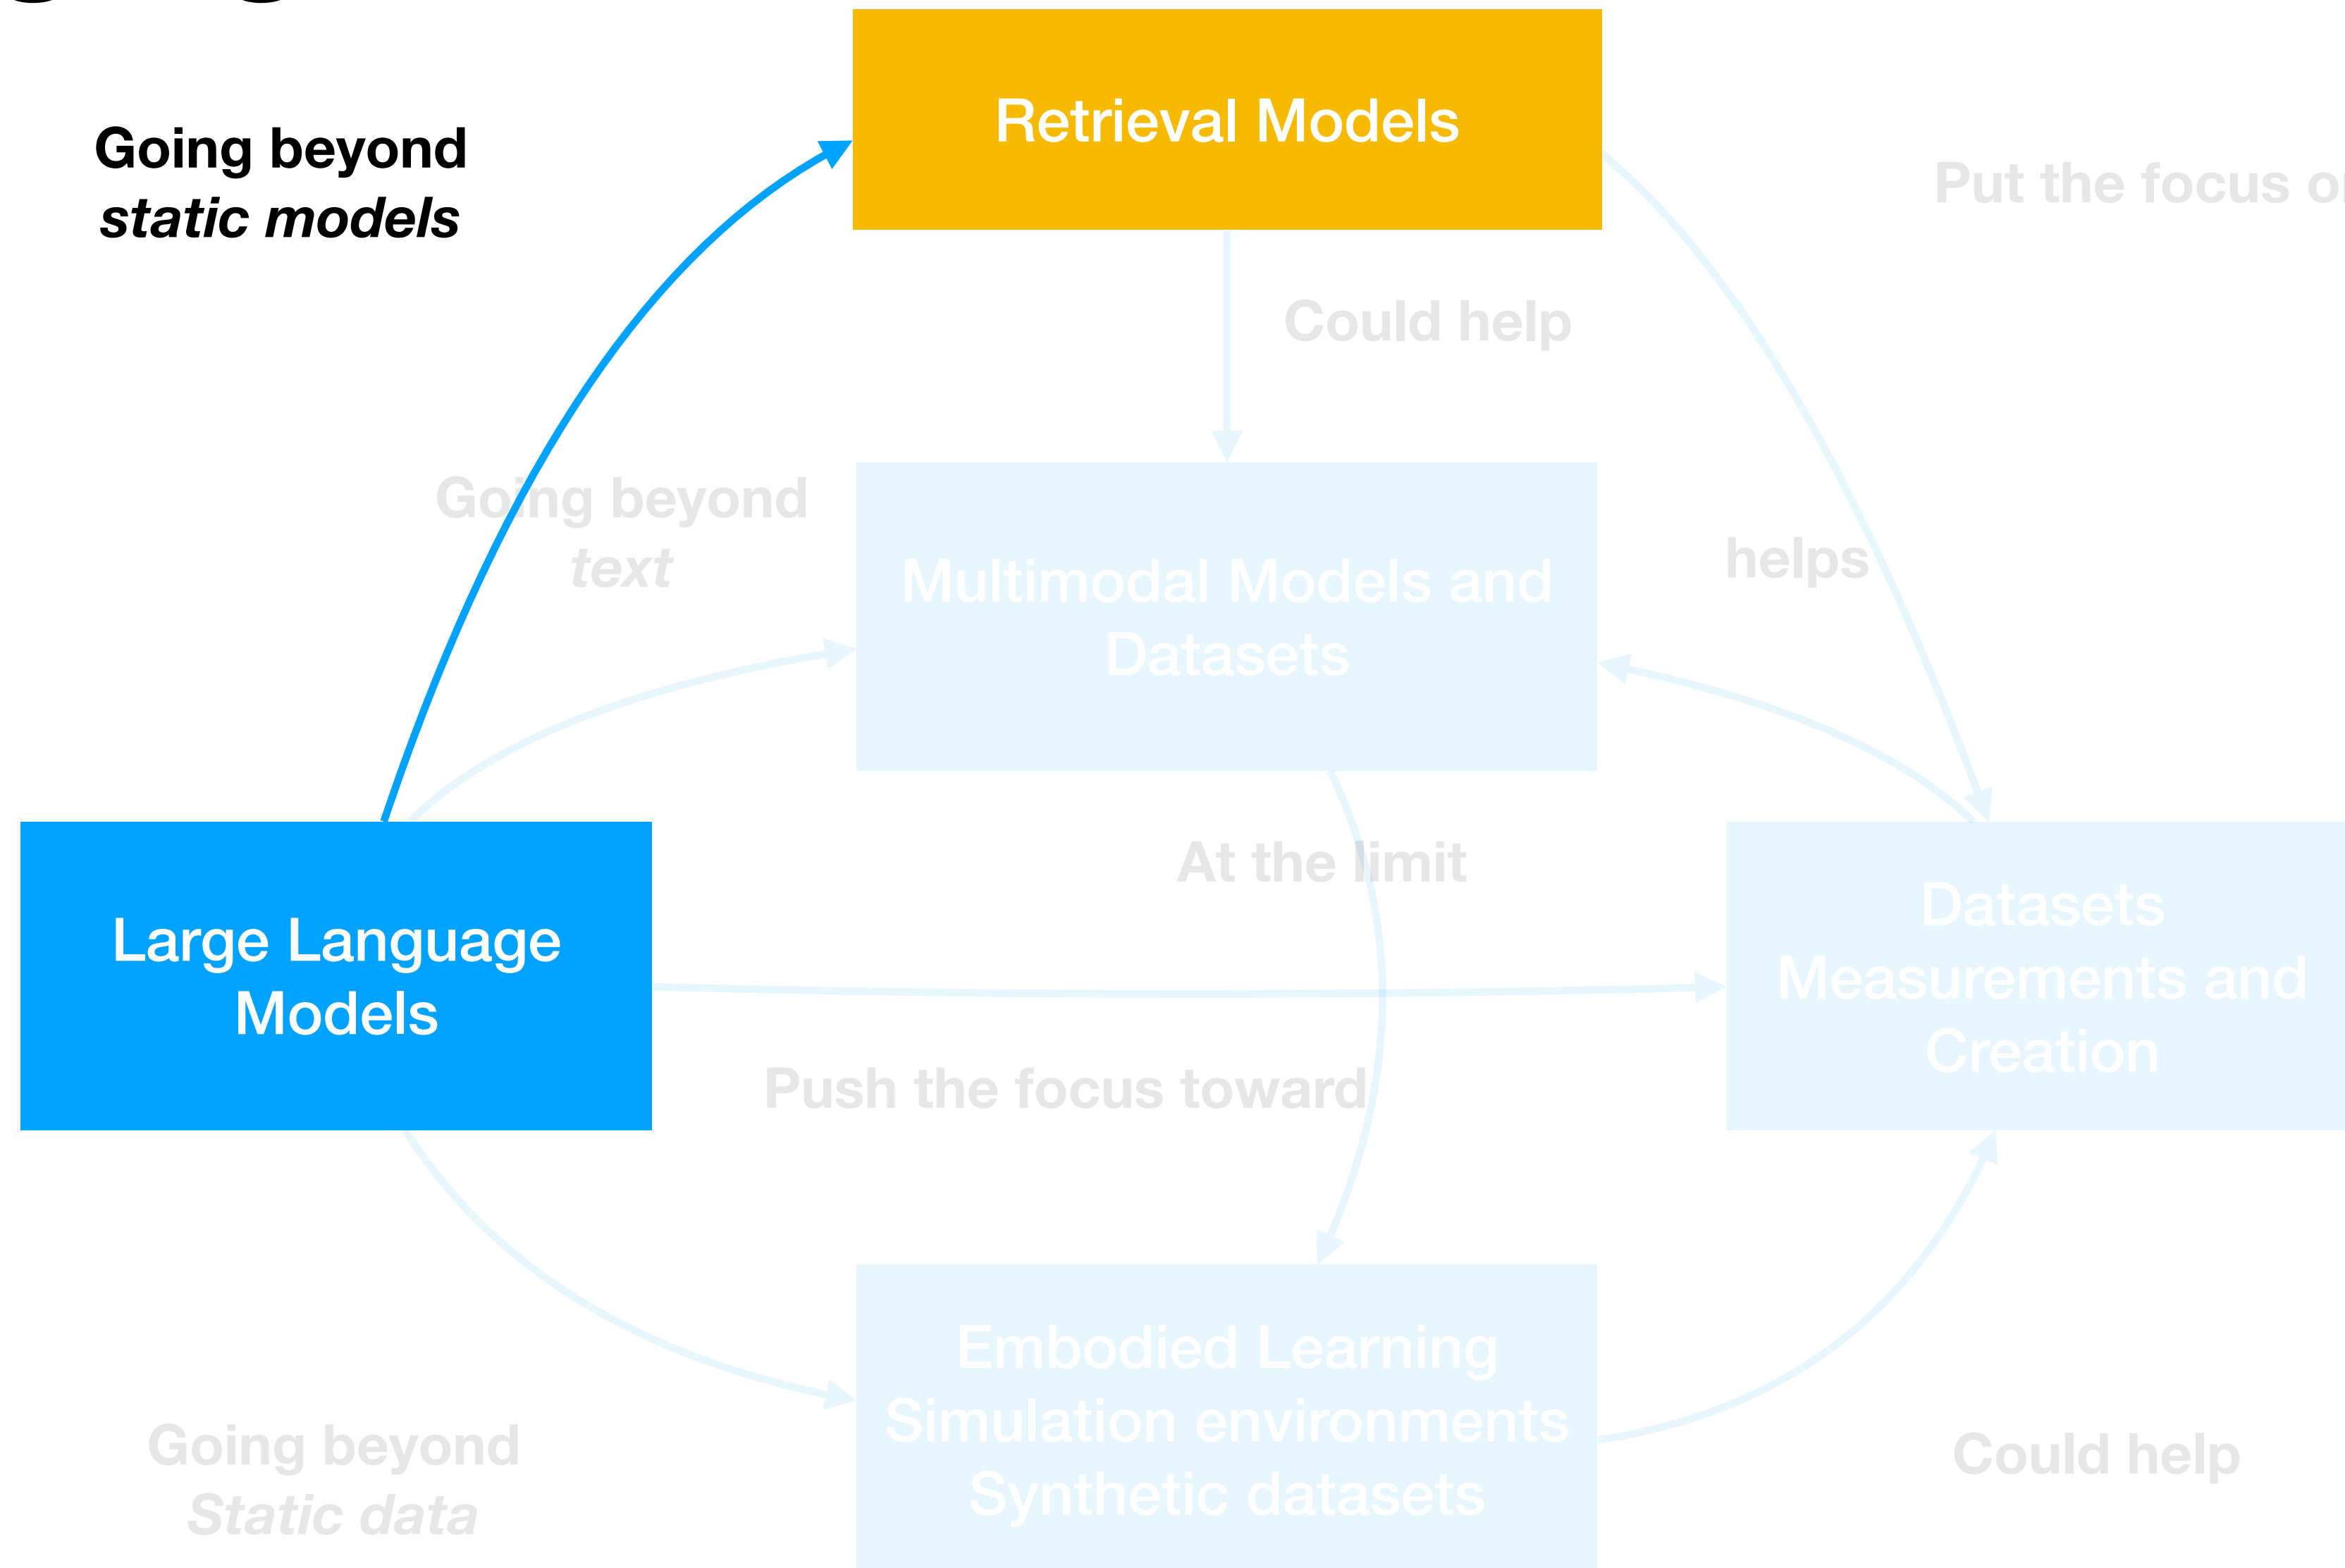 Retrieval Models
Going beyond
static models
Put the focus
Could help
Going beyond
text
helps
Multimodal Models and
Datasets
At the limit
Large Language
Models
Datasets
Measurements and
Creation
Push the focus toward
Embodied Learning
Simulation environments
Synthetic datasets
Going beyond
Static data
Could help